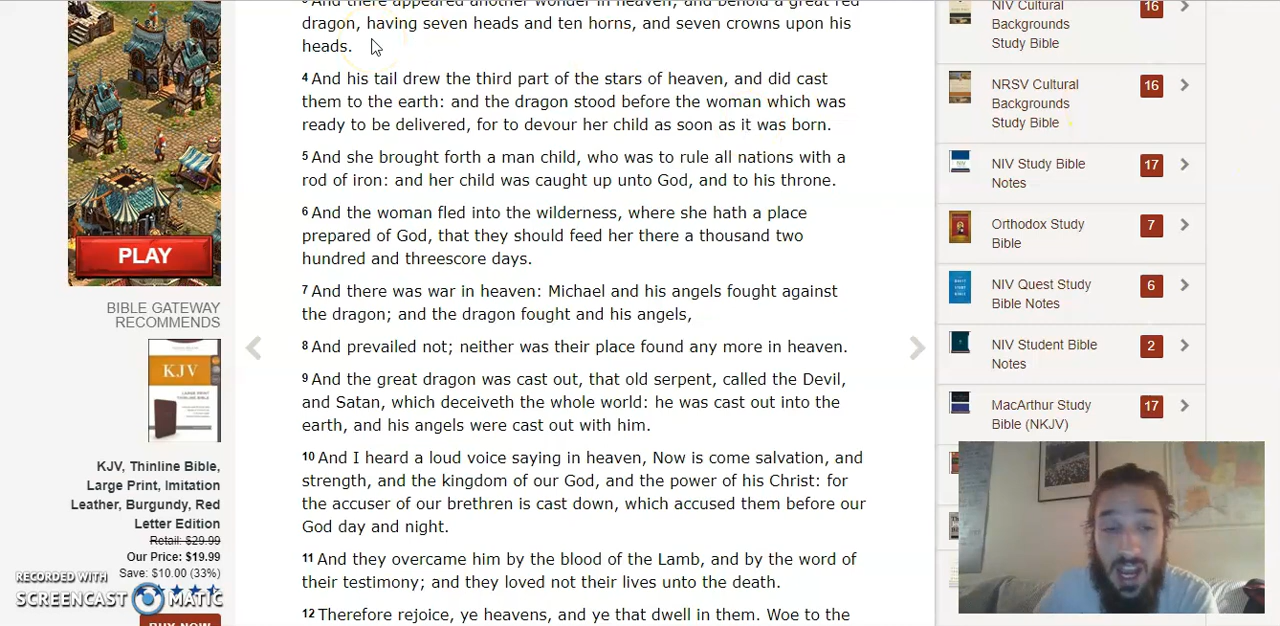 PLAY
BIBLE GATEWAY
RECOMMENDS
KJV
KJV, Thinline Bible,
Large Print, Imitation
Leather, Burgundy, Red
Letter Edition
Retail: $29.99
Our Price: $19.99
Save: $10.00 (33%)
RECORDED WITH
SCREENCAST MATIC
BUY NOW
3 And there appeared another wonder in heaven; and behold a great red
dragon, having seven heads and ten horns, and seven crowns upon his
heads.
4 And his tail drew the third part of the stars of heaven, and did cast
them to the earth: and the dragon stood before the woman which was
ready to be delivered, for to devour her child as soon as it was born.
5 And she brought forth a man child, who was to rule all nations with a
rod of iron: and her child was caught up unto God, and to his throne.
6 And the woman fled into the wilderness, where she hath a place
prepared of God, that they should feed her there a thousand two
hundred and threescore days.
7 And there was war in heaven: Michael and his angels fought against
the dragon; and the dragon fought and his angels,
8 And prevailed not; neither was their place found any more in heaven.
9 And the great dragon was cast out, that old serpent, called the Devil,
and Satan, which deceiveth the whole world: he was cast out into the
earth, and his angels were cast out with him.
10 And I heard a loud voice saying in heaven, Now is come salvation, and
strength, and the kingdom of our God, and the power of his Christ: for
the accuser of our brethren is cast down, which accused them before our
God day and night.
11 And they overcame him by the blood of the Lamb, and by the word of
their testimony; and they loved not their lives unto the death.
12 Therefore rejoice, ye heavens, and ye that dwell in them. Woe to the
NIV Cultural 16
Backgrounds
Study Bible
NRSV Cultural 16
Backgrounds
Study Bible
NIV Study Bible 17
Notes
Orthodox Study 7
Bible
NIV Quest Study 6
Bible Notes
NIV Student Bible 2
Notes
MacArthur Study 17
Bible (NKJV)